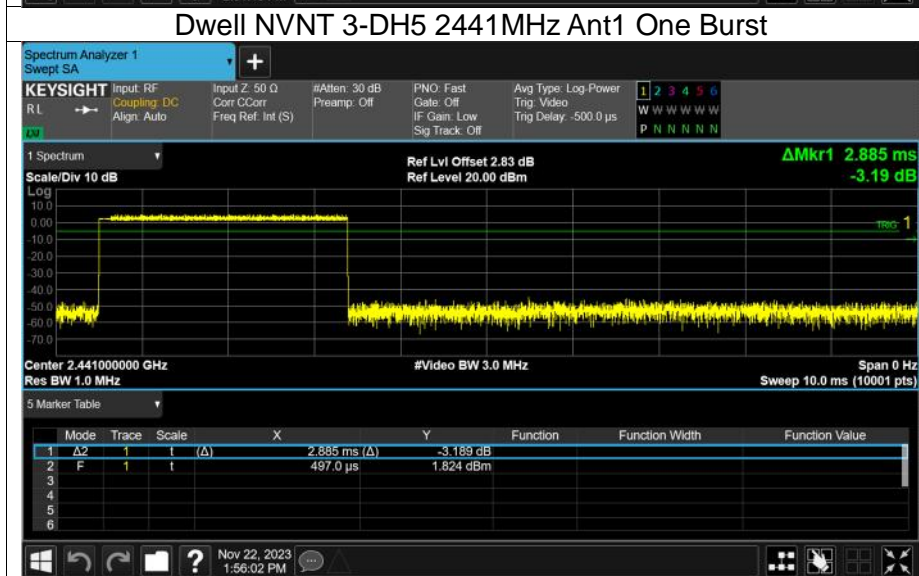 Dwell NVNT 3-DH5 2441MHz Ant1 One Burst
Spectrum Analyzer 1
Swept SA
+
KEYSIGHT Input: RF Input Z: 50 Ω #Atten: 30 dB PNO: Fast Avg Type: Log-Power 1 2 3 4 5 6
RL Coupling: DC Corr CCorr Preamp: Off Gate: Off Trig: Video W W W W W W
Align: Auto Freq Ref: Int (S) IF Gain: Low Trig Delay: -500.0 µs
Sig Track: Off P N N N N N
1 Spectrum Ref Lvl Offset 2.83 dB ΔMkr1 2.885 ms
Scale/Div 10 dB Ref Level 20.00 dBm -3.19 dB
Log
10.0
0.00
TRIG 1
-10.0
-20.0
-30.0
-40.0
-50.0
-60.0
-70.0
Center 2.441000000 GHz #Video BW 3.0 MHz Span 0 Hz
Res BW 1.0 MHz Sweep 10.0 ms (10001 pts)
5 Marker Table
Mode Trace Scale X Y Function Function Width Function Value
1 Δ2 1 t (Δ) 2.885 ms (Δ) -3.189 dB
2 F 1 t 497.0 µs 1.824 dBm
3
4
5
6
? Nov 22, 2023
1:56:02 PM